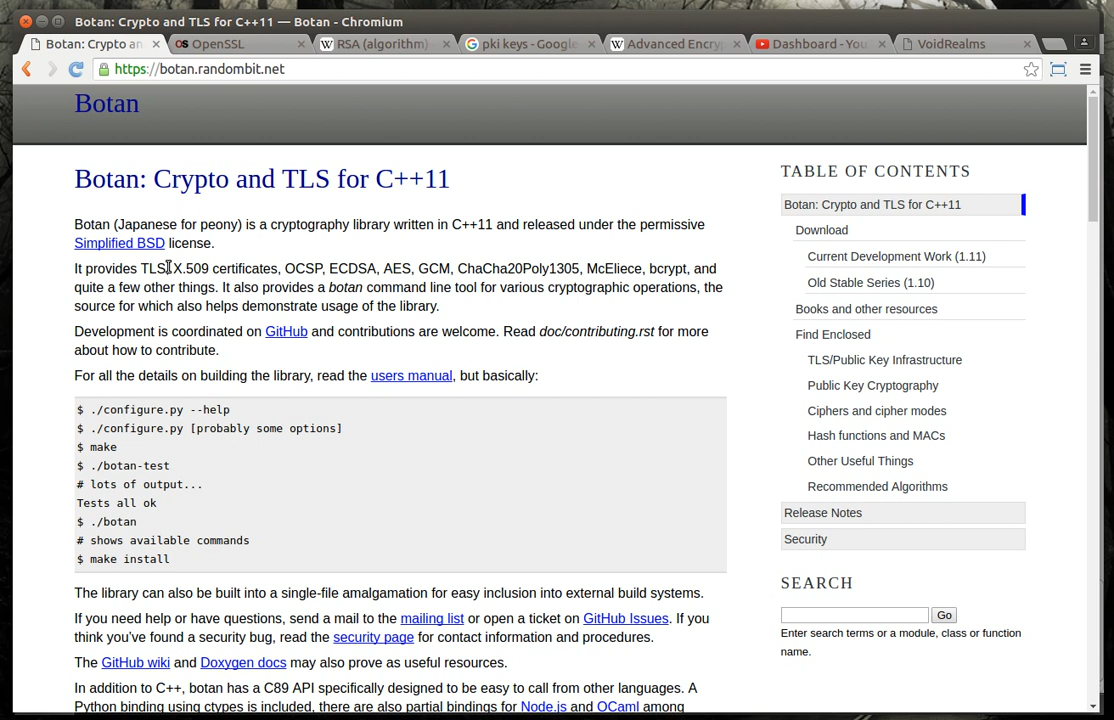 Botan: Crypto and TLS for C++11 — Botan - Chromium
Botan: Crypto an
OpenSSL
RSA (algorithm)
pki keys - Google
Advanced Encryp
Dashboard - You
VoidRealms
https://botan.randombit.net
Botan
Botan: Crypto and TLS for C++11
Botan (Japanese for peony) is a cryptography library written in C++11 and released under the permissive
Simplified BSD license.
It provides TLS, X.509 certificates, OCSP, ECDSA, AES, GCM, ChaCha20Poly1305, McEliece, bcrypt, and
quite a few other things. It also provides a botan command line tool for various cryptographic operations, the
source for which also helps demonstrate usage of the library.
Development is coordinated on GitHub and contributions are welcome. Read doc/contributing.rst for more
about how to contribute.
For all the details on building the library, read the users manual, but basically:
$ ./configure.py --help
$ ./configure.py [probably some options]
$ make
$ ./botan-test
# lots of output...
Tests all ok
$ ./botan
# shows available commands
$ make install
The library can also be built into a single-file amalgamation for easy inclusion into external build systems.
If you need help or have questions, send a mail to the mailing list or open a ticket on GitHub Issues. If you
think you've found a security bug, read the security page for contact information and procedures.
The GitHub wiki and Doxygen docs may also prove as useful resources.
In addition to C++, botan has a C89 API specifically designed to be easy to call from other languages. A
Python binding using ctypes is included, there are also partial bindings for Node.js and OCaml among
TABLE OF CONTENTS
Botan: Crypto and TLS for C++11
Download
Current Development Work (1.11)
Old Stable Series (1.10)
Books and other resources
Find Enclosed
TLS/Public Key Infrastructure
Public Key Cryptography
Ciphers and cipher modes
Hash functions and MACs
Other Useful Things
Recommended Algorithms
Release Notes
Security
SEARCH
Go
Enter search terms or a module, class or function
name.